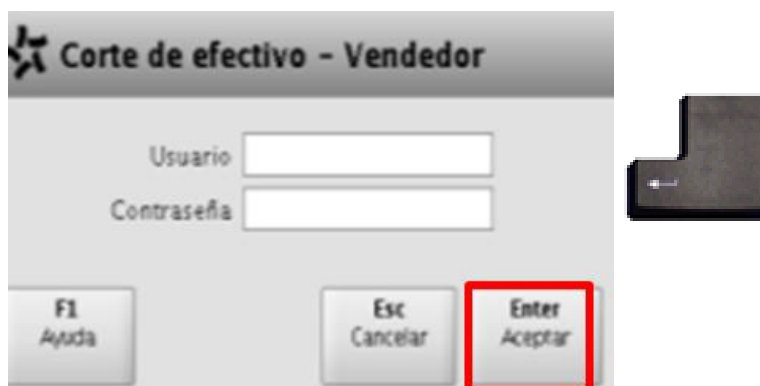 Corte de efectivo - Vendedor
Usuario
Contraseña
F1
Ayuda
Esc
Cancelar
Enter
Aceptar